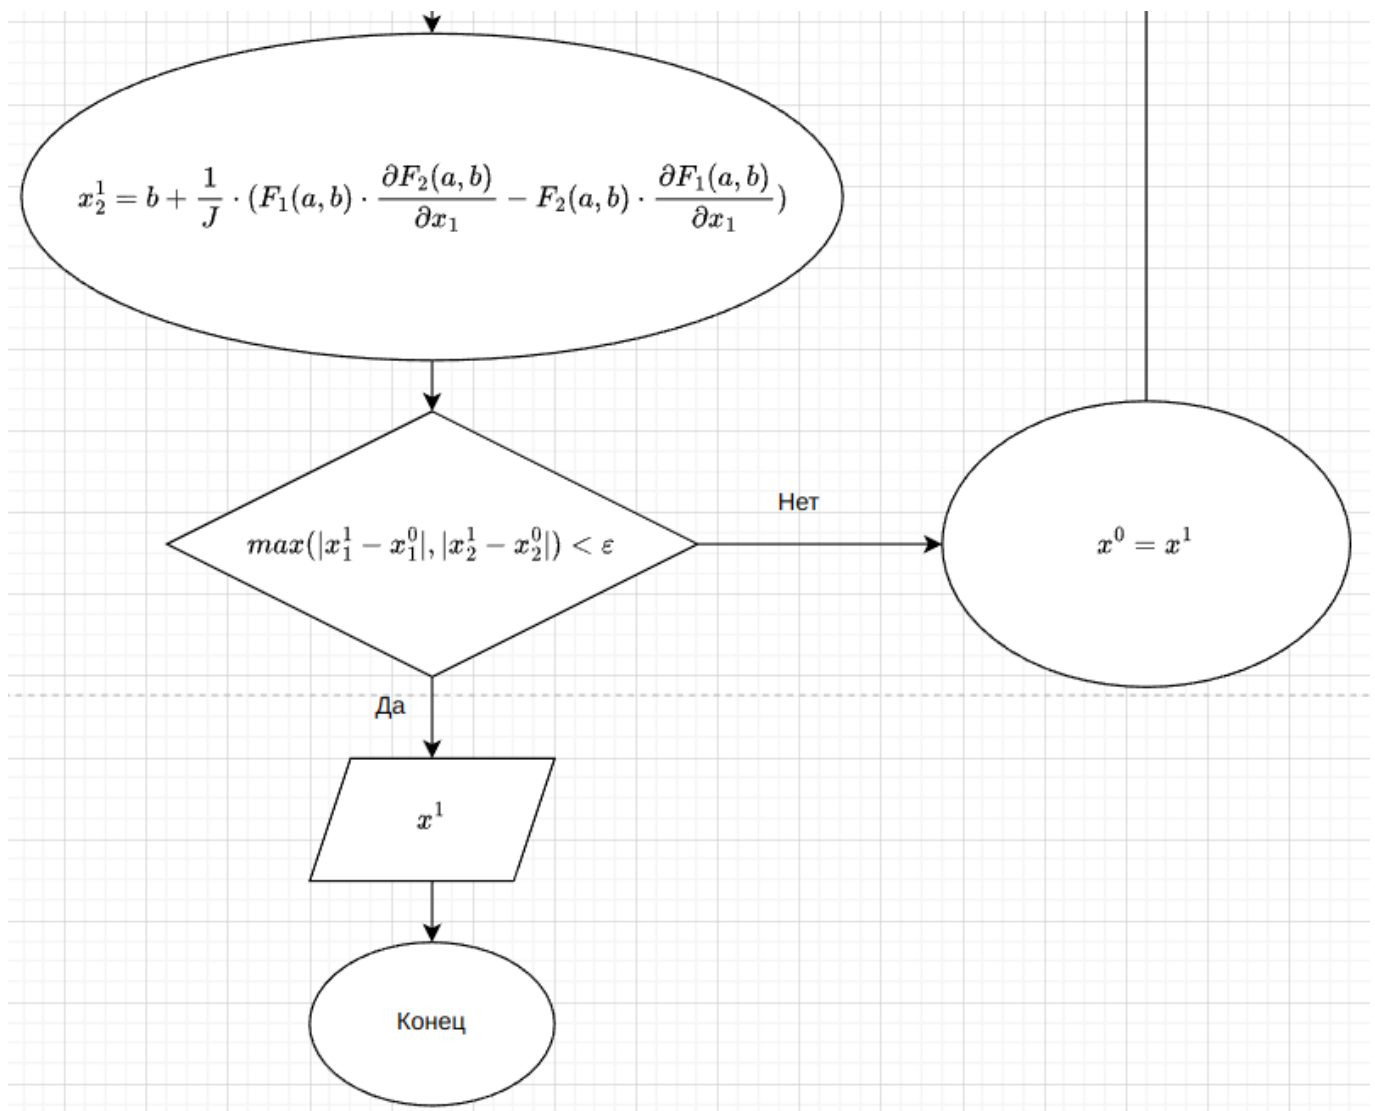 $x_2^1 = b + \frac{1}{J} \cdot (F_1(a,b) \cdot \frac{\partial F_2(a,b)}{\partial x_1} - F_2(a,b) \cdot \frac{\partial F_1(a,b)}{\partial x_1})$
Нет
$max(|x_1^1 - x_1^0|, |x_2^1 - x_2^0|) < \varepsilon$
$x^0 = x^1$
Да
$x^1$
Конец